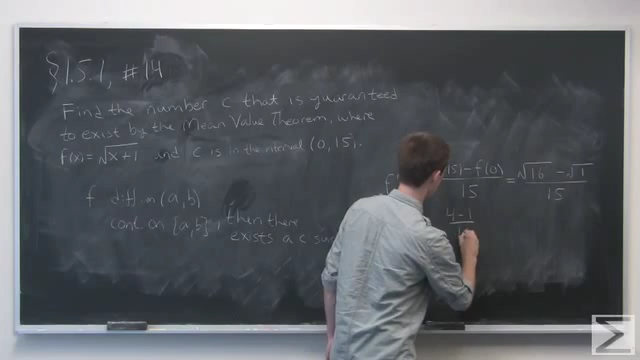 §1.5.1, #14
Find the number c that is guaranteed
to exist by the Mean Value Theorem, where
f(x)=√x+1 and c is in the interval (0,15).
f diff. on (a,b)
cont. on [a,b], then there
exists a c
15)-f(0) / 15 = √16 - √1 / 15
4-1
Σ